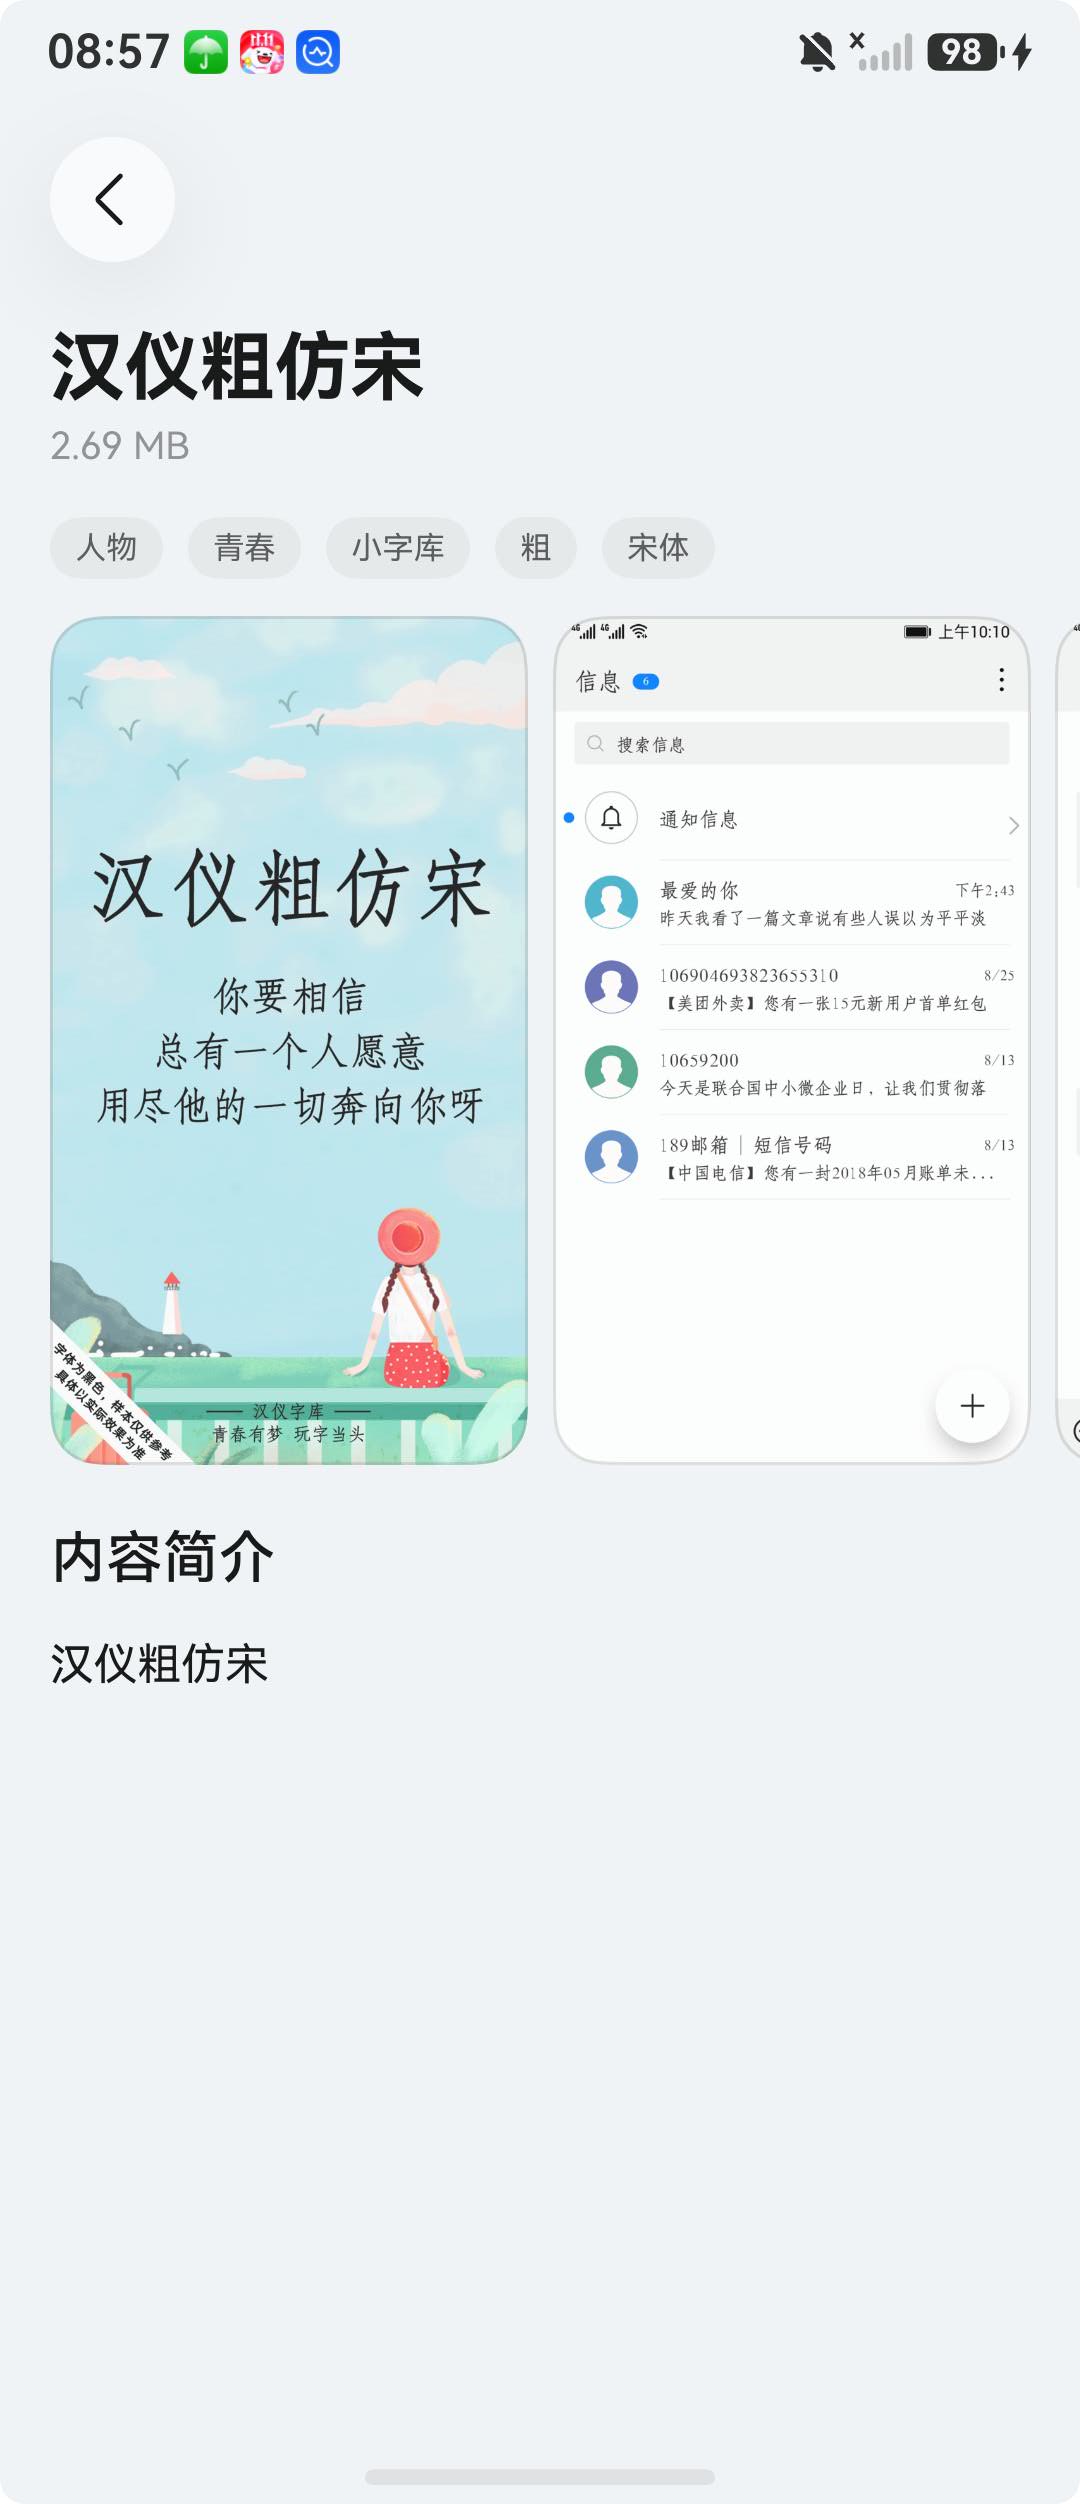 08:57
11.11
98
汉仪粗仿宋
2.69 MB
人物 青春 小字库 粗 宋体
汉仪粗仿宋
你要相信
总有一个人愿意
用尽他的一切奔向你呀
字体为黑色，样本仅供参考
具体以实际效果为准
汉仪字库
青春有梦 玩字当头
4G 4G 上午10:10
信息 6
搜索信息
通知信息
最爱的你 下午2:43
昨天我看了一篇文章说有些人误以为平平淡
106904693823655310 8/25
【美团外卖】您有一张15元新用户首单红包
10659200 8/13
今天是联合国中小微企业日，让我们贯彻落
189邮箱｜短信号码 8/13
【中国电信】您有一封2018年05月账单未...
内容简介
汉仪粗仿宋